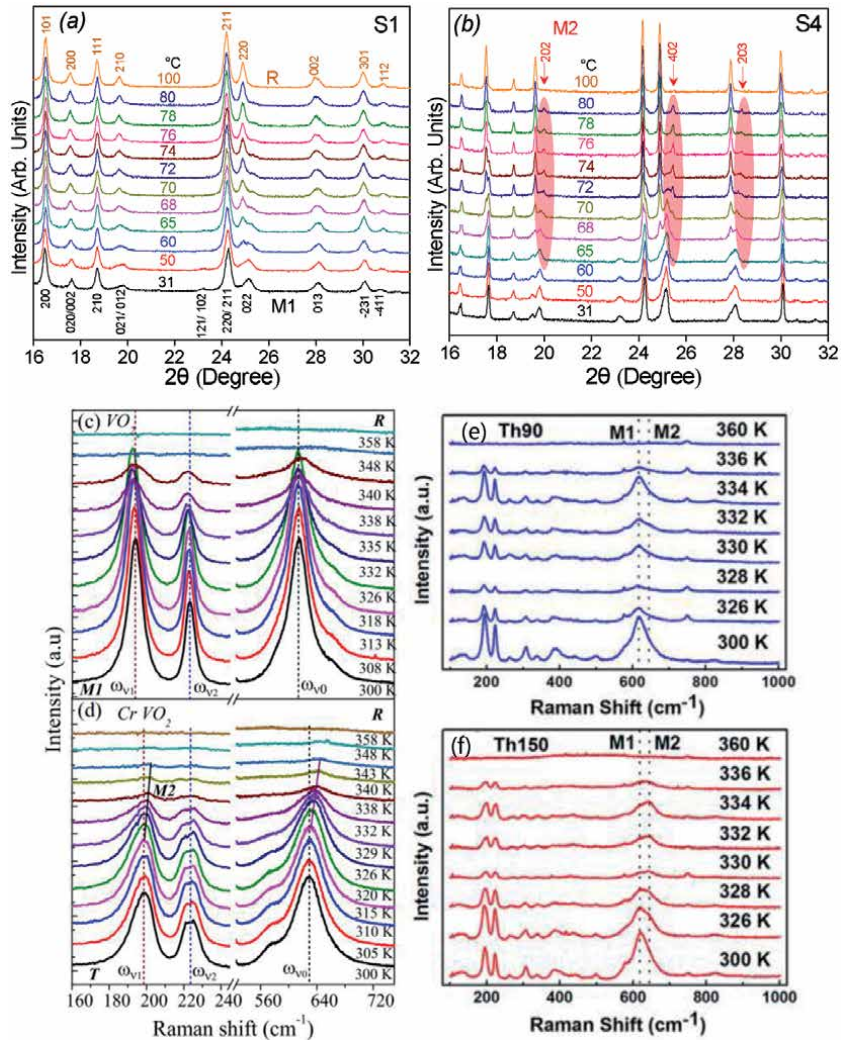 (a) S1
101
200
111
210
211
220
002
301
112
°C
100
R
80
78
76
74
72
70
68
65
60
50
31
M1
200
020/002
210
021/ 012
121/ 102
220/ 211
022
013
-231
-411
16 18 20 22 24 26 28 30 32
2θ (Degree)
Intensity (Arb. Units)
(b) S4
M2
202
402
203
°C
100
80
78
76
74
72
70
68
65
60
50
31
16 18 20 22 24 26 28 30 32
2θ (Degree)
Intensity (Arb. Units)
(c) VO2 R
358 K
348 K
340 K
338 K
335 K
332 K
326 K
318 K
313 K
308 K
300 K
M1 ωV1 ωV2 ωV0
(d) Cr VO2 R
358 K
348 K
343 K
340 K
338 K
332 K
329 K
326 K
320 K
315 K
310 K
305 K
300 K
M2
T ωV1 ωV2 ωV0
160 180 200 220 240 560 640 720
Raman shift (cm-1)
Intensity (a.u)
(e) Th90 M1 M2 360 K
336 K
334 K
332 K
330 K
328 K
326 K
300 K
200 400 600 800 1000
Raman Shift (cm-1)
Intensity (a.u.)
(f) Th150 M1 M2 360 K
336 K
334 K
332 K
330 K
328 K
326 K
300 K
200 400 600 800 1000
Raman Shift (cm-1)
Intensity (a.u.)